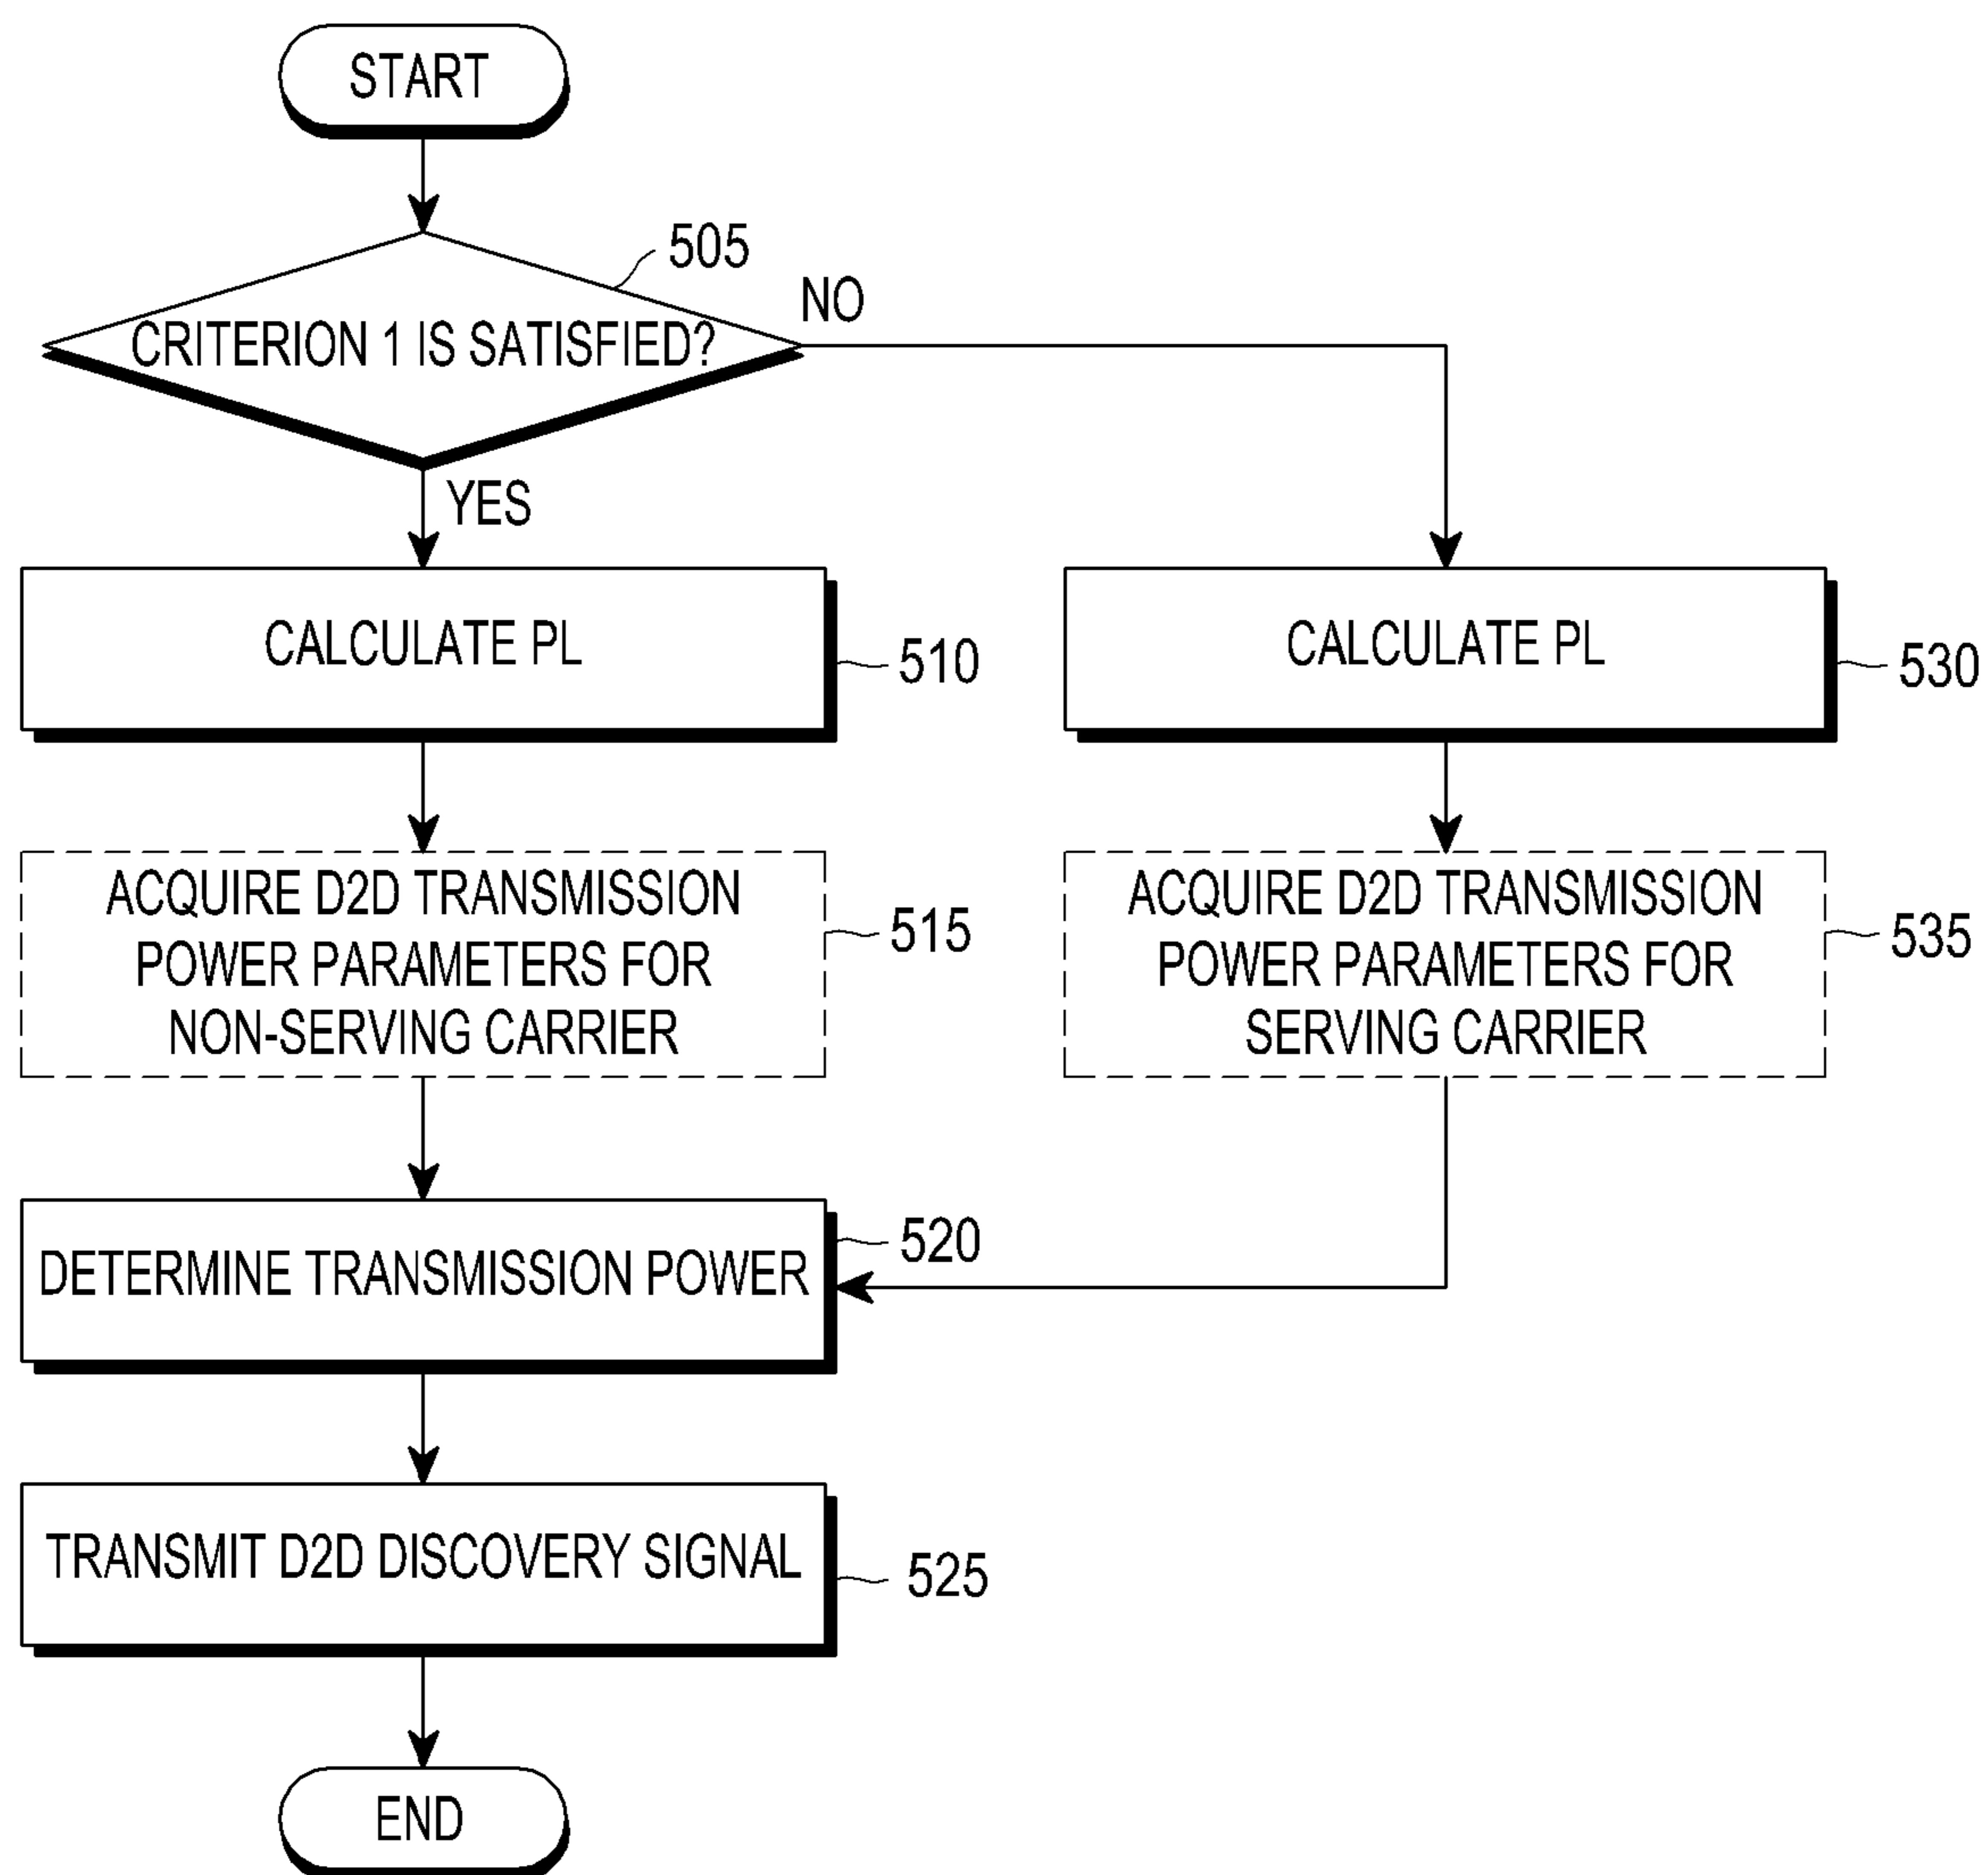 START
505
CRITERION 1 IS SATISFIED?
NO
YES
CALCULATE PL
510
CALCULATE PL
530
ACQUIRE D2D TRANSMISSION
POWER PARAMETERS FOR
NON-SERVING CARRIER
515
ACQUIRE D2D TRANSMISSION
POWER PARAMETERS FOR
SERVING CARRIER
535
DETERMINE TRANSMISSION POWER
520
TRANSMIT D2D DISCOVERY SIGNAL
525
END